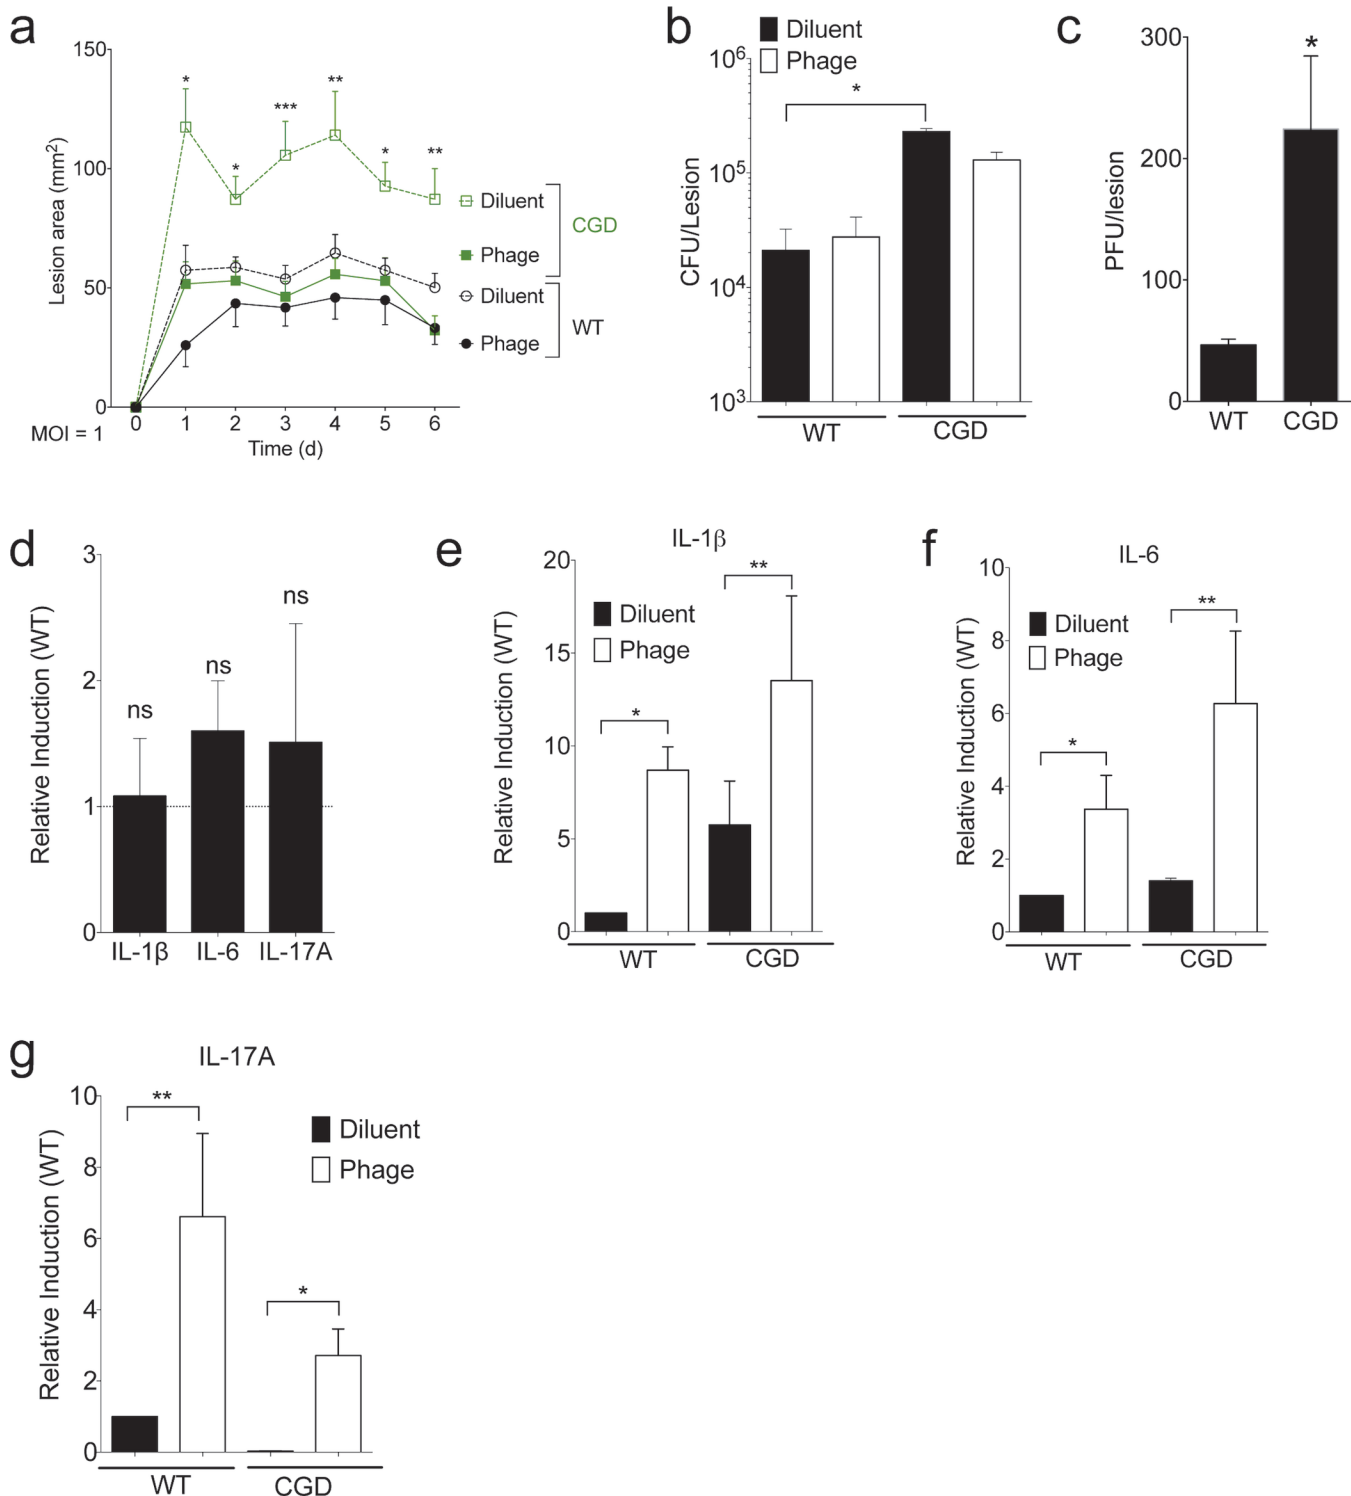 a
150
100
50
0
Lesion area (mm²)
* * *** ** * **
0 1 2 3 4 5 6
MOI = 1
Time (d)
Diluent
Phage
CGD
Diluent
Phage
WT
b
Diluent
Phage
10⁶
10⁵
10⁴
10³
CFU/Lesion
*
WT CGD
c
300
200
100
0
PFU/lesion
*
WT CGD
d
3
2
1
0
Relative Induction (WT)
ns ns ns
IL-1β IL-6 IL-17A
e
IL-1β
20
15
10
5
0
Relative Induction (WT)
Diluent
Phage
* **
WT CGD
f
IL-6
10
8
6
4
2
0
Relative Induction (WT)
Diluent
Phage
* **
WT CGD
g
IL-17A
10
8
6
4
2
0
Relative Induction (WT)
Diluent
Phage
** *
WT CGD